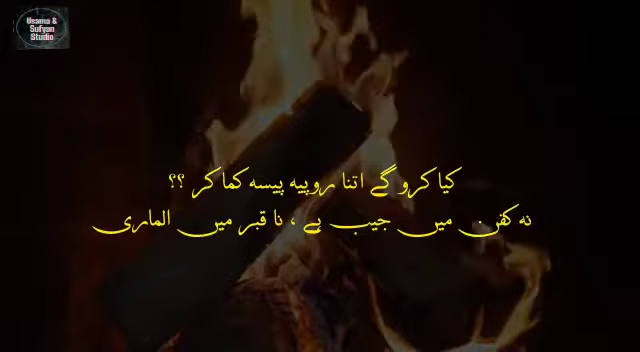 Usama &
Sufyan
Studio
کیا کرو گے اتنا روپیہ پیسہ کما کر ؟؟
نہ کفن میں جیب ہے ، نا قبر میں الماری